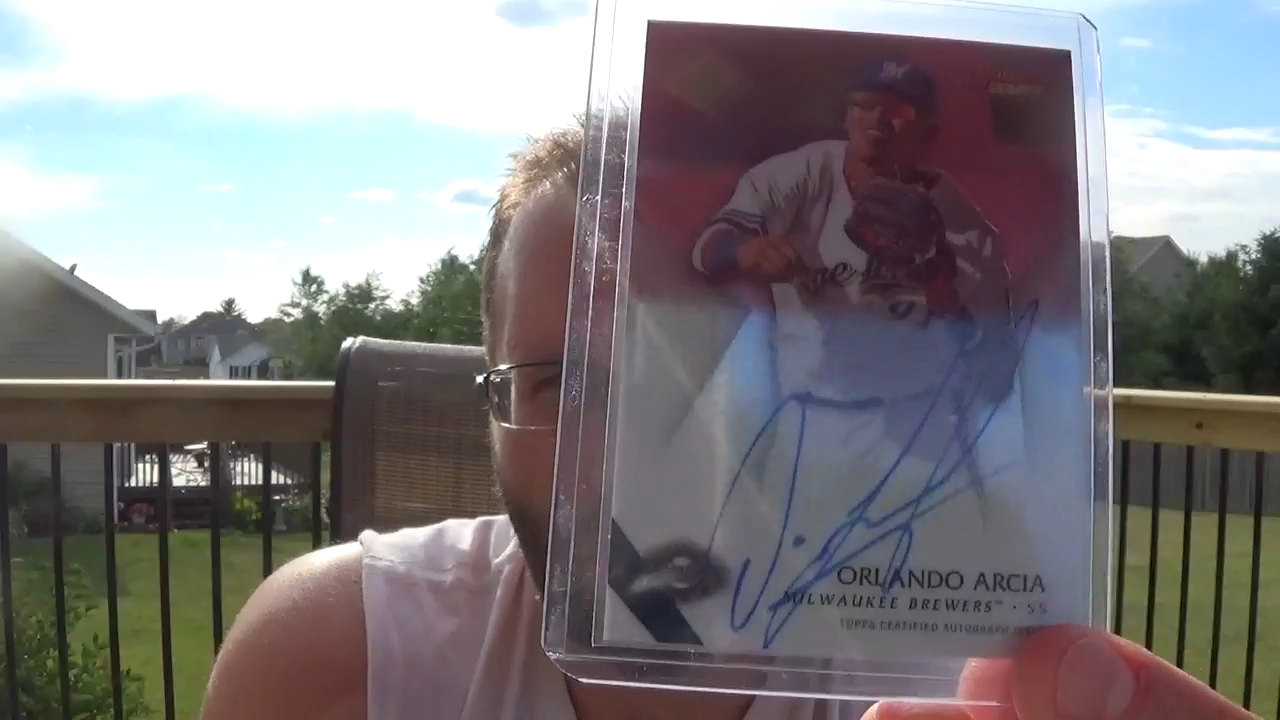 ORLANDO ARCIA
MILWAUKEE BREWERS™ · SS
TOPPS CERTIFIED AUTOGRAPH ISSUE